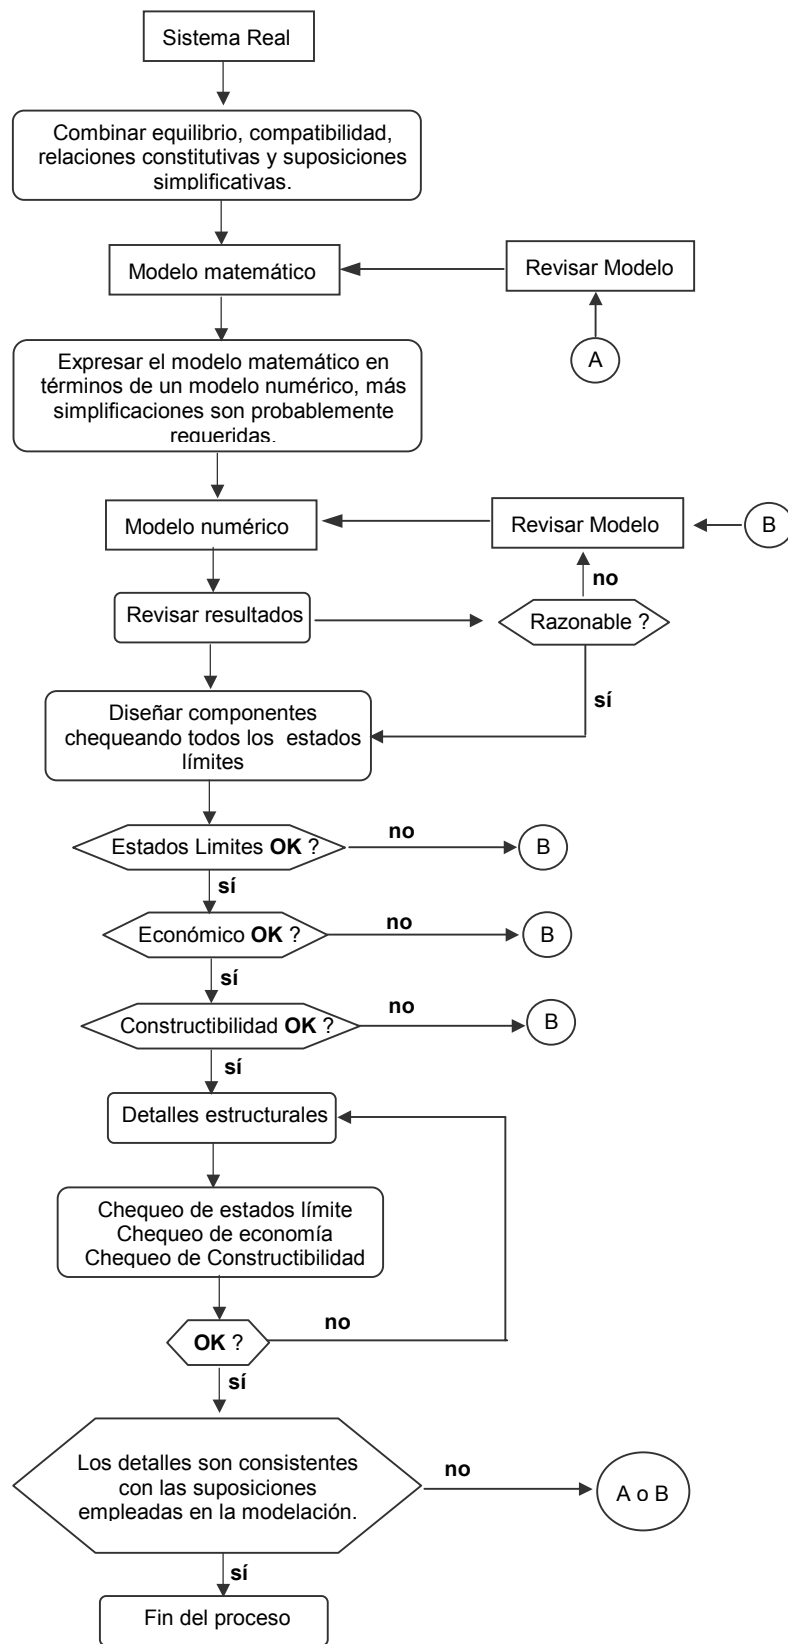 Sistema Real
Combinar equilibrio, compatibilidad,
relaciones constitutivas y suposiciones
simplificativas.
Modelo matemático
Revisar Modelo
A
Expresar el modelo matemático en
términos de un modelo numérico, más
simplificaciones son probablemente
requeridas.
Modelo numérico
Revisar Modelo
B
no
Revisar resultados
Razonable ?
sí
Diseñar componentes
chequeando todos los estados
límites
Estados Limites OK ?
no
B
sí
Económico OK ?
no
B
sí
Constructibilidad OK ?
no
B
sí
Detalles estructurales
Chequeo de estados límite
Chequeo de economía
Chequeo de Constructibilidad
OK ?
no
sí
Los detalles son consistentes
con las suposiciones
empleadas en la modelación.
no
A o B
sí
Fin del proceso